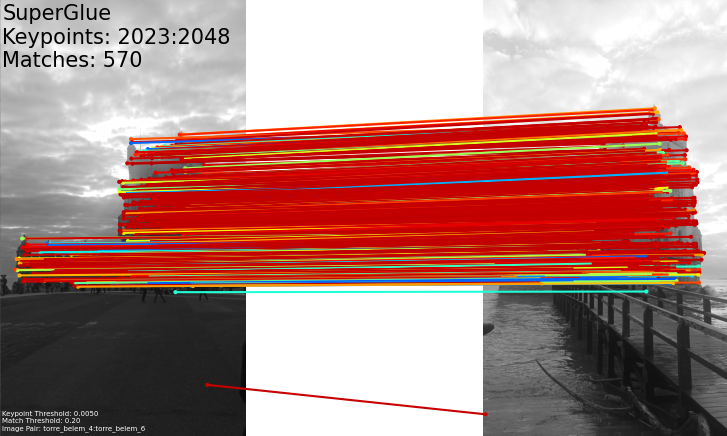 SuperGlue
Keypoints: 2023:2048
Matches: 570
Keypoint Threshold: 0.0050
Match Threshold: 0.20
Image Pair: torre_belem_4:torre_belem_6